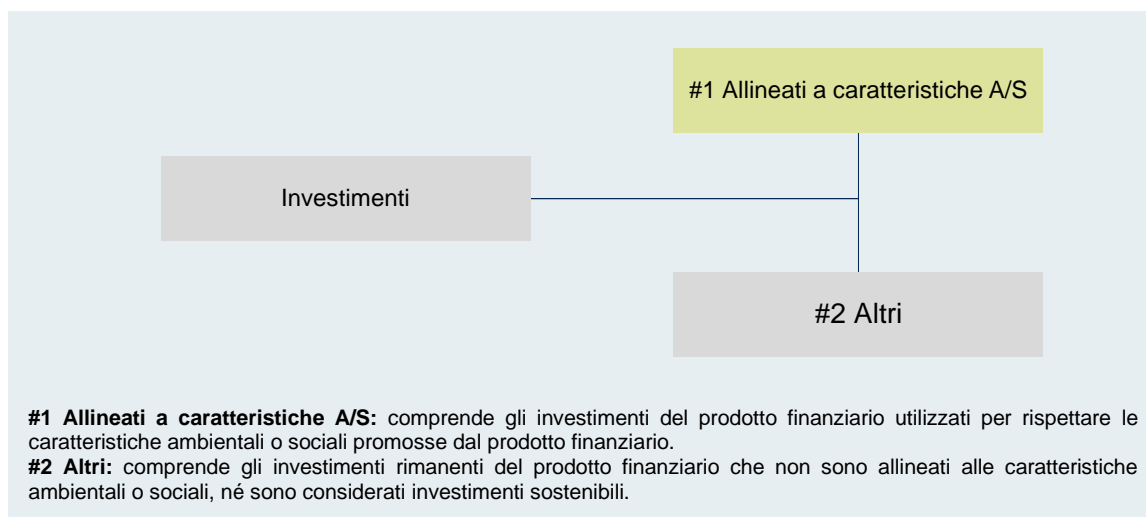 #1 Allineati a caratteristiche A/S
Investimenti
#2 Altri
#1 Allineati a caratteristiche A/S: comprende gli investimenti del prodotto finanziario utilizzati per rispettare le
caratteristiche ambientali o sociali promosse dal prodotto finanziario.
#2 Altri: comprende gli investimenti rimanenti del prodotto finanziario che non sono allineati alle caratteristiche
ambientali o sociali, né sono considerati investimenti sostenibili.